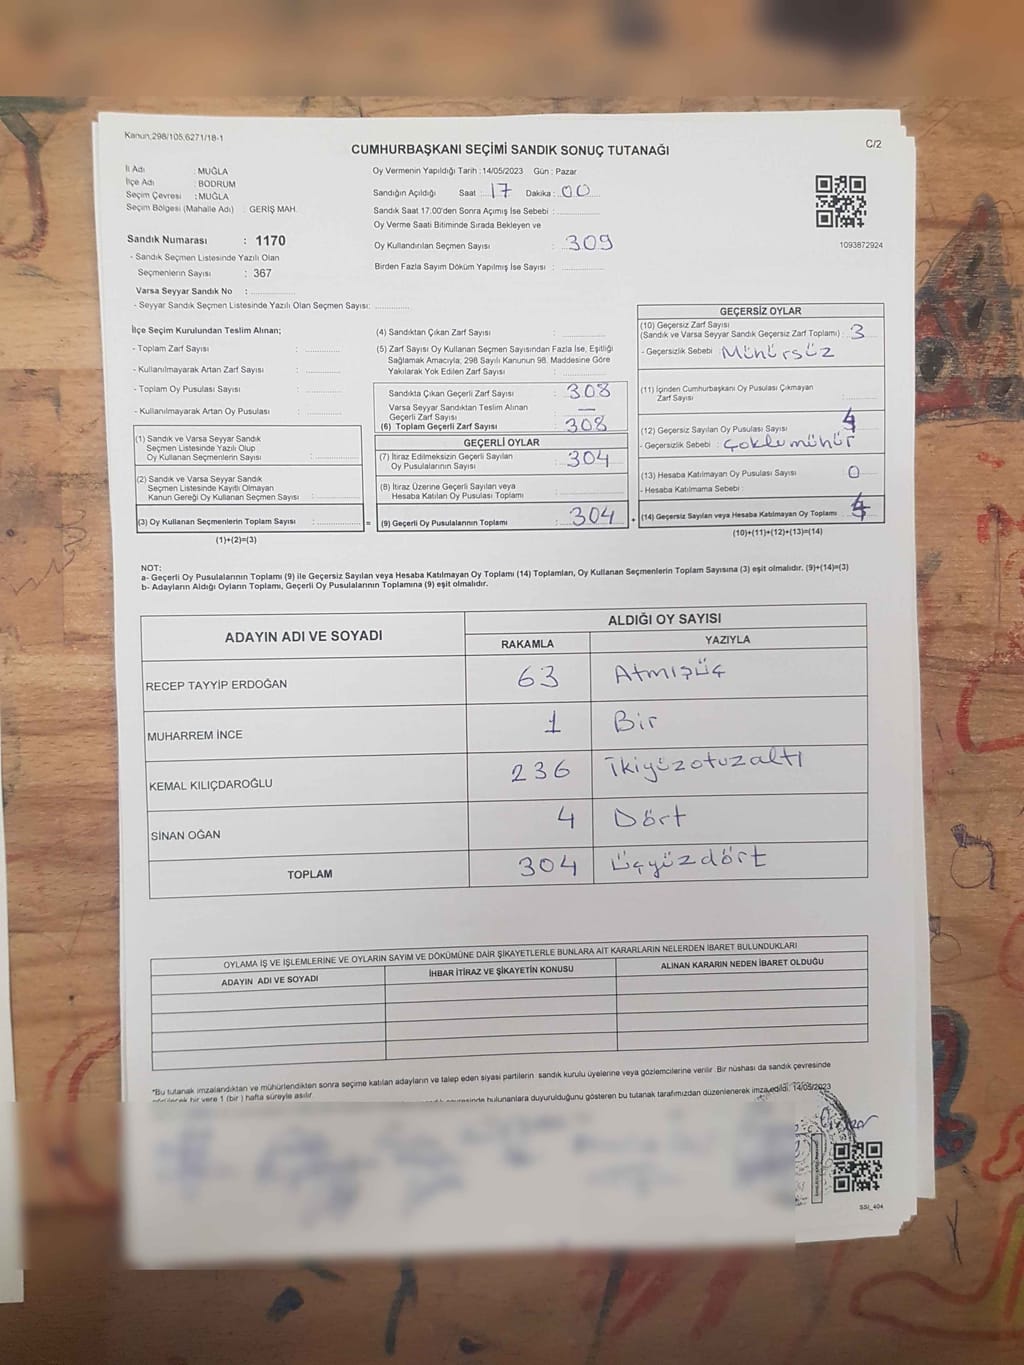 Kanun:298/105,6271/18-1
CUMHURBAŞKANI SEÇİMİ SANDIK SONUÇ TUTANAĞI
C/2
İl Adı : MUĞLA
İlçe Adı : BODRUM
Seçim Çevresi : MUĞLA
Seçim Bölgesi (Mahalle Adı) : GERİŞ MAH.
Sandık Numarası : 1170
- Sandık Seçmen Listesinde Yazılı Olan
Seçmenlerin Sayısı : 367
Varsa Seyyar Sandık No :
- Seyyar Sandık Seçmen Listesinde Yazılı Olan Seçmen Sayısı:
Oy Vermenin Yapıldığı Tarih : 14/05/2023 Gün : Pazar
Sandığın Açıldığı Saat : 17 Dakika : 00
Sandık Saat 17:00'den Sonra Açımış İse Sebebi :
Oy Verme Saati Bitiminde Sırada Bekleyen ve
Oy Kullandırılan Seçmen Sayısı : 309
Birden Fazla Sayım Döküm Yapılmış İse Sayısı :
1093872924
İlçe Seçim Kurulundan Teslim Alınan;
- Toplam Zarf Sayısı :
- Kullanılmayarak Artan Zarf Sayısı :
- Toplam Oy Pusulası Sayısı :
- Kullanılmayarak Artan Oy Pusulası :
(1) Sandık ve Varsa Seyyar Sandık
Seçmen Listesinde Yazılı Olup
Oy Kullanan Seçmenlerin Sayısı :
(2) Sandık ve Varsa Seyyar Sandık
Seçmen Listesinde Kayıtlı Olmayan
Kanun Gereği Oy Kullanan Seçmen Sayısı :
(3) Oy Kullanan Seçmenlerin Toplam Sayısı : =
(1)+(2)=(3)
(4) Sandıktan Çıkan Zarf Sayısı :
(5) Zarf Sayısı Oy Kullanan Seçmen Sayısından Fazla İse, Eşitliği
Sağlamak Amacıyla; 298 Sayılı Kanunun 98. Maddesine Göre
Yakılarak Yok Edilen Zarf Sayısı :
Sandıkta Çıkan Geçerli Zarf Sayısı : 308
Varsa Seyyar Sandıktan Teslim Alınan
Geçerli Zarf Sayısı : —
(6) Toplam Geçerli Zarf Sayısı : 308
GEÇERLİ OYLAR
(7) İtiraz Edilmeksizin Geçerli Sayılan
Oy Pusulalarının Sayısı : 304
(8) İtiraz Üzerine Geçerli Sayılan veya
Hesaba Katılan Oy Pusulası Toplamı :
(9) Geçerli Oy Pusulalarının Toplamı : 304 +
GEÇERSİZ OYLAR
(10) Geçersiz Zarf Sayısı
(Sandık ve Varsa Seyyar Sandık Geçersiz Zarf Toplamı) : 3
- Geçersizlik Sebebi : Mühürsüz
(11) İçinden Cumhurbaşkanı Oy Pusulası Çıkmayan
Zarf Sayısı :
(12) Geçersiz Sayılan Oy Pusulası Sayısı : 4
- Geçersizlik Sebebi : Çoklu mühür
(13) Hesaba Katılmayan Oy Pusulası Sayısı : 0
- Hesaba Katılmama Sebebi :
(14) Geçersiz Sayılan veya Hesaba Katılmayan Oy Toplamı : 4
(10)+(11)+(12)+(13)=(14)
NOT:
a- Geçerli Oy Pusulalarının Toplamı (9) ile Geçersiz Sayılan veya Hesaba Katılmayan Oy Toplamı (14) Toplamları, Oy Kullanan Seçmenlerin Toplam Sayısına (3) eşit olmalıdır. (9)+(14)=(3)
b- Adayların Aldığı Oyların Toplamı, Geçerli Oy Pusulalarının Toplamına (9) eşit olmalıdır.
ADAYIN ADI VE SOYADI
ALDIĞI OY SAYISI
RAKAMLA YAZIYLA
RECEP TAYYİP ERDOĞAN 63 Atmışüç
MUHARREM İNCE 1 Bir
KEMAL KILIÇDAROĞLU 236 İkiyüzotuzaltı
SİNAN OĞAN 4 Dört
TOPLAM 304 Üçyüzdört
OYLAMA İŞ VE İŞLEMLERİNE VE OYLARIN SAYIM VE DÖKÜMÜNE DAİR ŞİKAYETLERLE BUNLARA AİT KARARLARIN NELERDEN İBARET BULUNDUKLARI
ADAYIN ADI VE SOYADI İHBAR İTİRAZ VE ŞİKAYETİN KONUSU ALINAN KARARIN NEDEN İBARET OLDUĞU
*Bu tutanak imzalandıktan ve mühürlendikten sonra seçime katılan adayların ve talep eden siyasi partilerin sandık kurulu üyelerine veya gözlemcilerine verilir. Bir nüshası da sandık çevresinde
bir yere 1 (bir) hafta süreyle asılır.
bulunanlara duyurulduğunu gösteren bu tutanak tarafımızdan düzenlenerek imza edildi. 14/05/2023
SSI_404